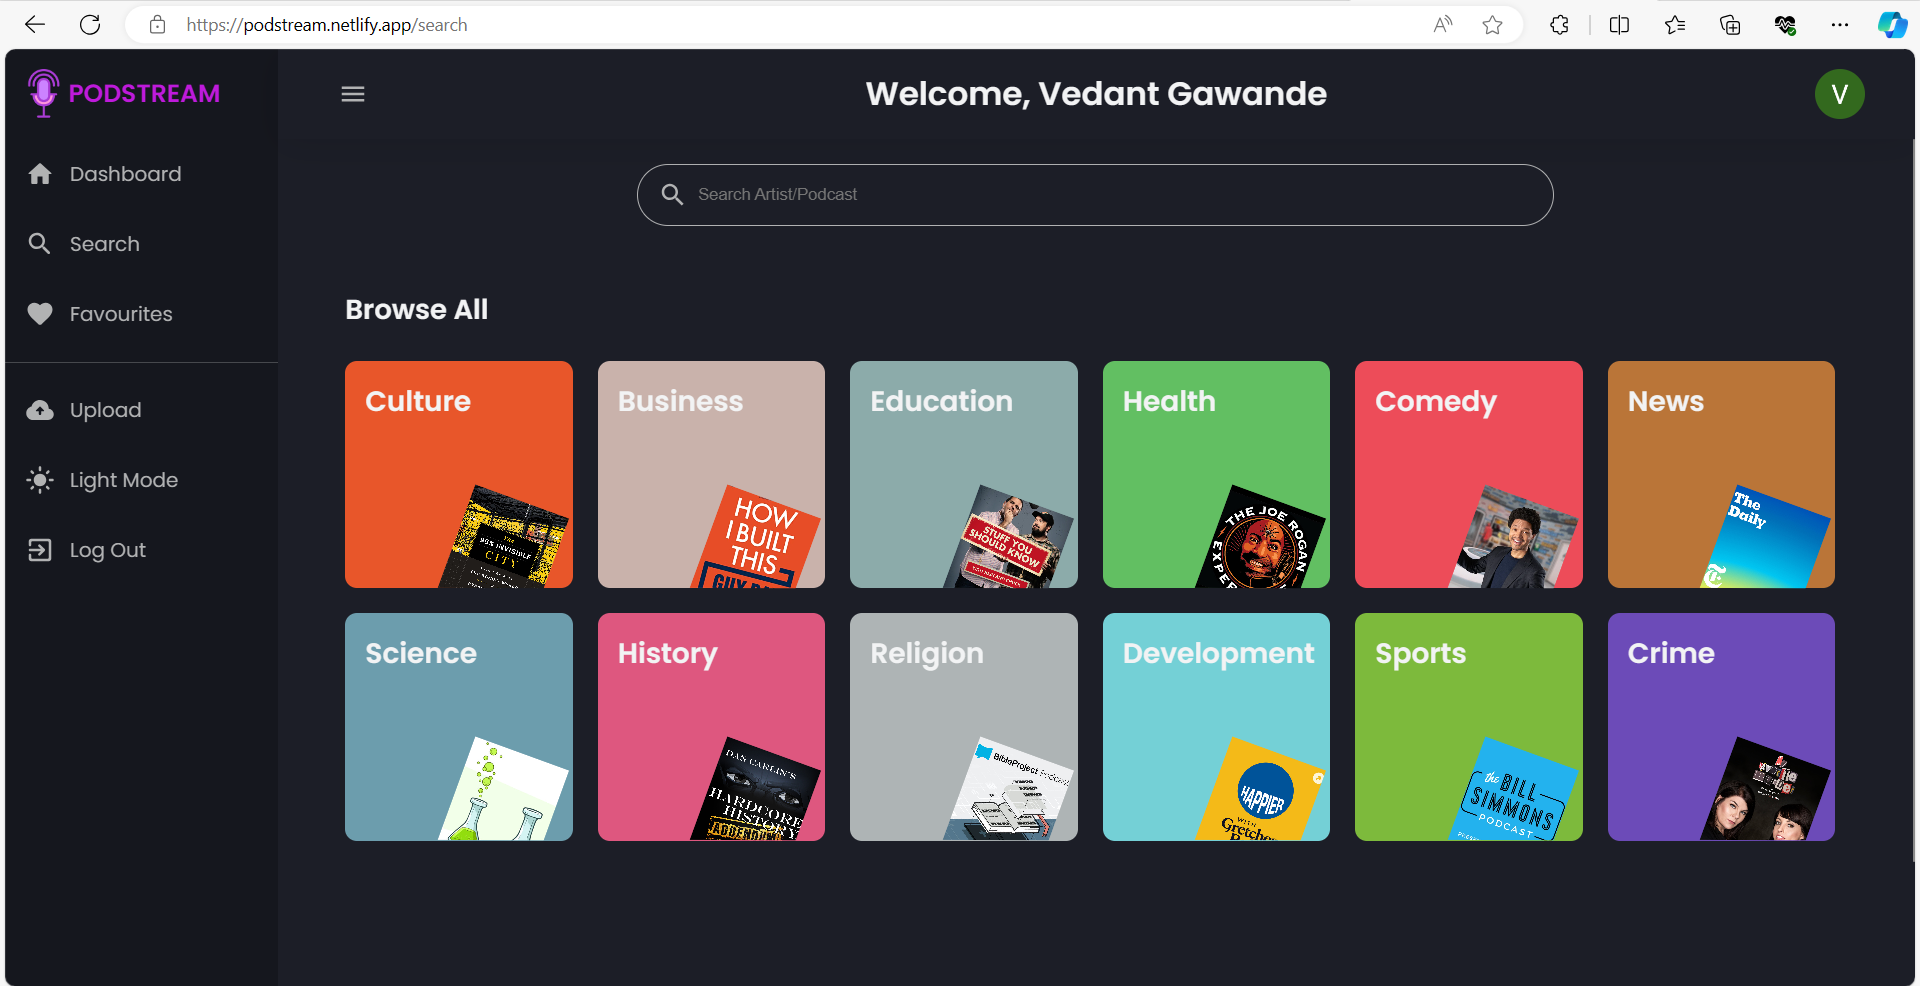 https://podstream.netlify.app/search
PODSTREAM
Welcome, Vedant Gawande
V
Dashboard
Search
Favourites
Upload
Light Mode
Log Out
Search Artist/Podcast
Browse All
Culture
THE
99% INVISIBLE
CITY
Business
HOW
I BUILT
THIS
Education
STUFF YOU
SHOULD KNOW
Health
THE JOE ROGAN
Comedy
News
The
Daily
T
Science
History
DAN CARLIN'S
HARDCORE
HISTORY
ADDENDUM
Religion
BibleProject Podcast
Development
HAPPIER
WITH
Gretchen
Sports
the
BILL
SIMMONS
PODCAST
Crime